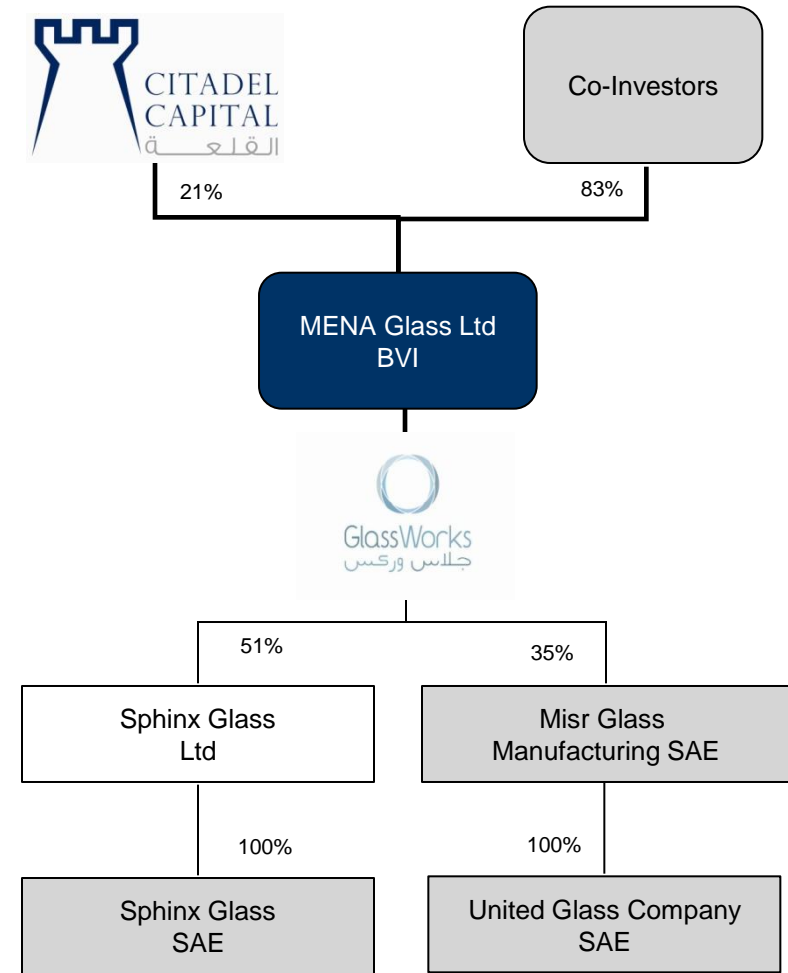 CITADEL
CAPITAL
القلعة
Co-Investors
21%
83%
MENA Glass Ltd
BVI
GlassWorks
جلاس وركس
51%
35%
Sphinx Glass
Ltd
Misr Glass
Manufacturing SAE
100%
100%
Sphinx Glass
SAE
United Glass Company
SAE